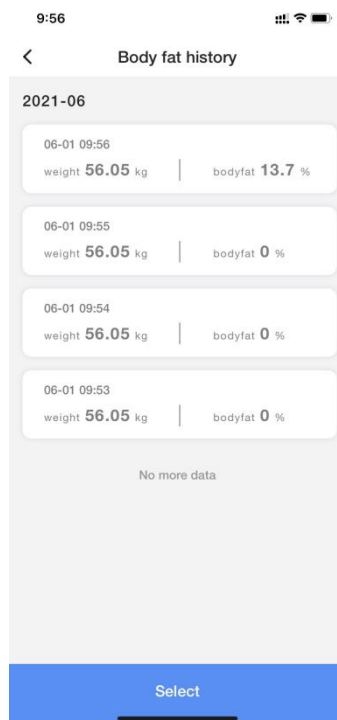 9:56
Body fat history
2021-06
06-01 09:56
weight 56.05 kg bodyfat 13.7 %
06-01 09:55
weight 56.05 kg bodyfat 0 %
06-01 09:54
weight 56.05 kg bodyfat 0 %
06-01 09:53
weight 56.05 kg bodyfat 0 %
No more data
Select